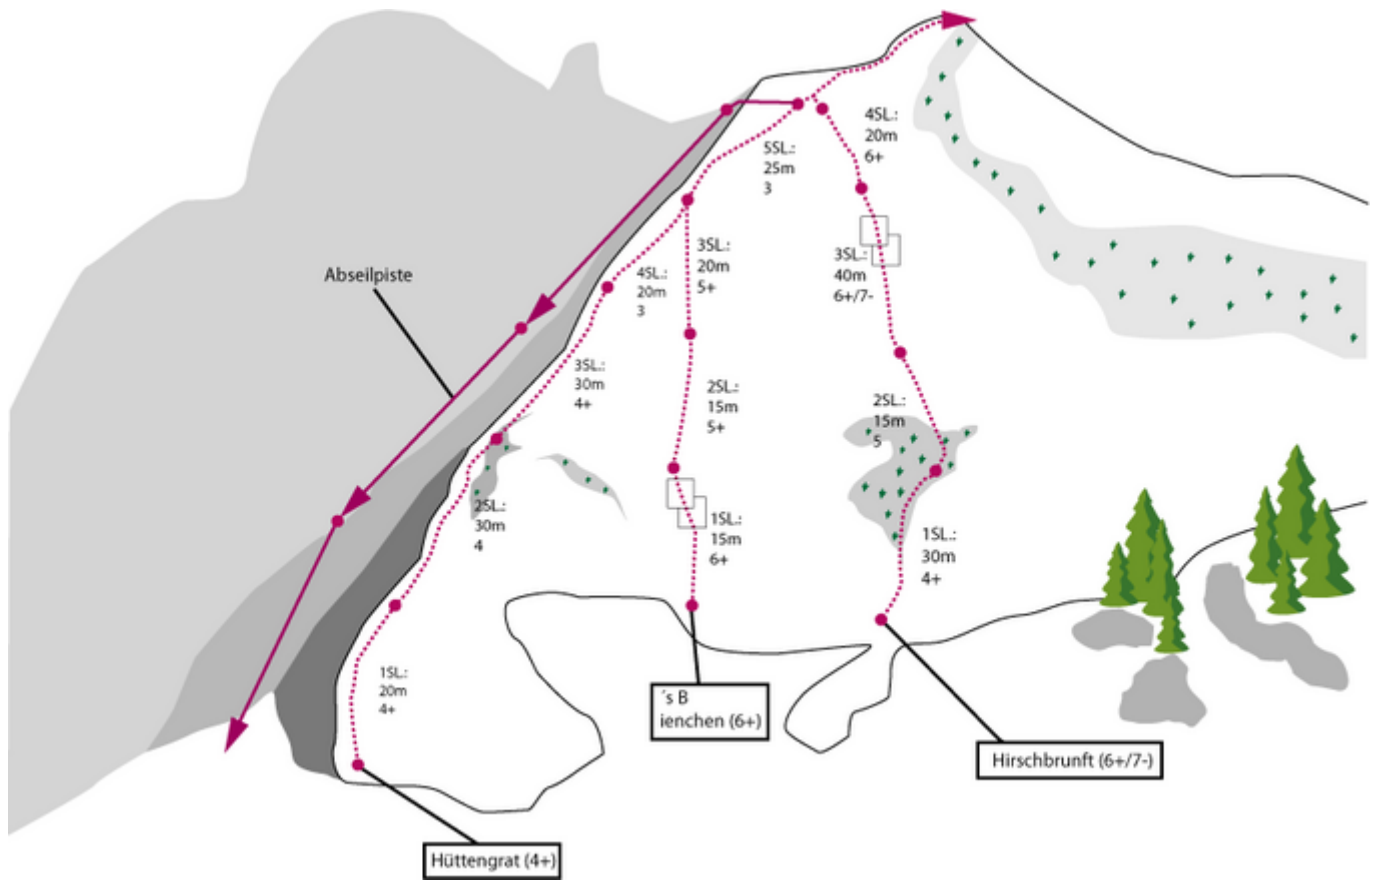 4SL.:
20m
6+
5SL.:
25m
3
3SL.:
20m
5+
3SL.:
40m
6+/7-
Abseilpiste
4SL.:
20m
3
3SL.:
30m
4+
2SL.:
15m
5+
2SL.:
15m
5
2SL.:
30m
4
1SL.:
15m
6+
1SL.:
30m
4+
1SL.:
20m
4+
´s B
ienchen (6+)
Hirschbrunft (6+/7-)
Hüttengrat (4+)